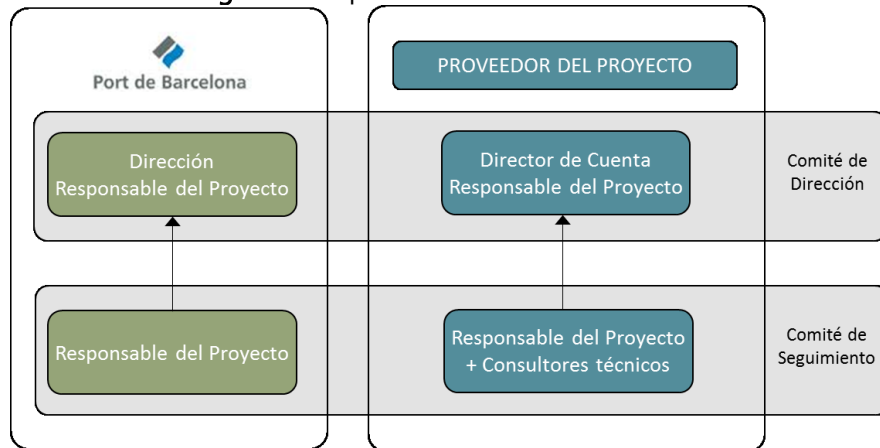 Port de Barcelona
PROVEEDOR DEL PROYECTO
Dirección
Responsable del Proyecto
Director de Cuenta
Responsable del Proyecto
Comité de
Dirección
Responsable del Proyecto
Responsable del Proyecto
+ Consultores técnicos
Comité de
Seguimiento